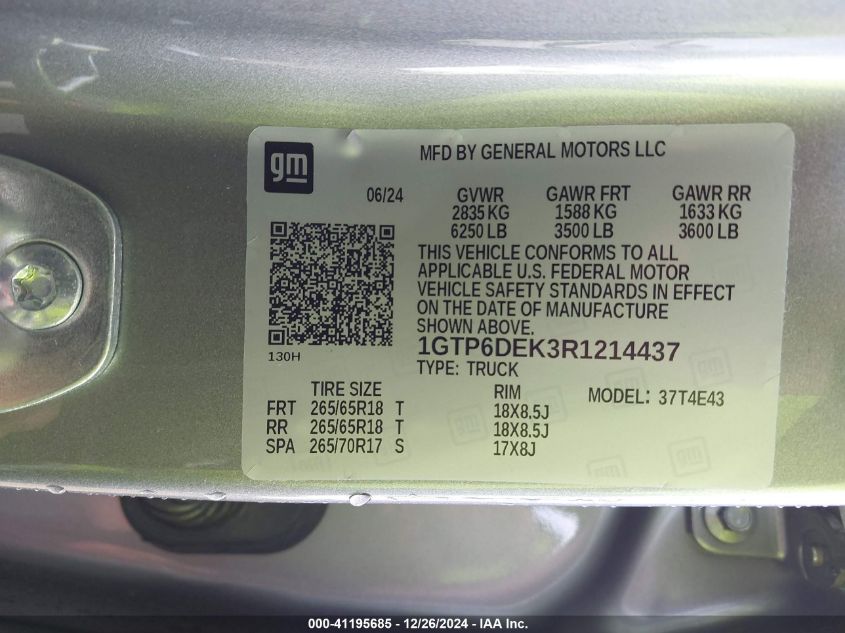 gm
MFD BY GENERAL MOTORS LLC
06/24 GVWR GAWR FRT GAWR RR
2835 KG 1588 KG 1633 KG
6250 LB 3500 LB 3600 LB
THIS VEHICLE CONFORMS TO ALL
APPLICABLE U.S. FEDERAL MOTOR
VEHICLE SAFETY STANDARDS IN EFFECT
ON THE DATE OF MANUFACTURE
SHOWN ABOVE.
130H
1GTP6DEK3R1214437
TYPE: TRUCK
TIRE SIZE RIM MODEL: 37T4E43
FRT 265/65R18 T 18X8.5J
RR 265/65R18 T 18X8.5J
SPA 265/70R17 S 17X8J
000-41195685 - 12/26/2024 - IAA Inc.